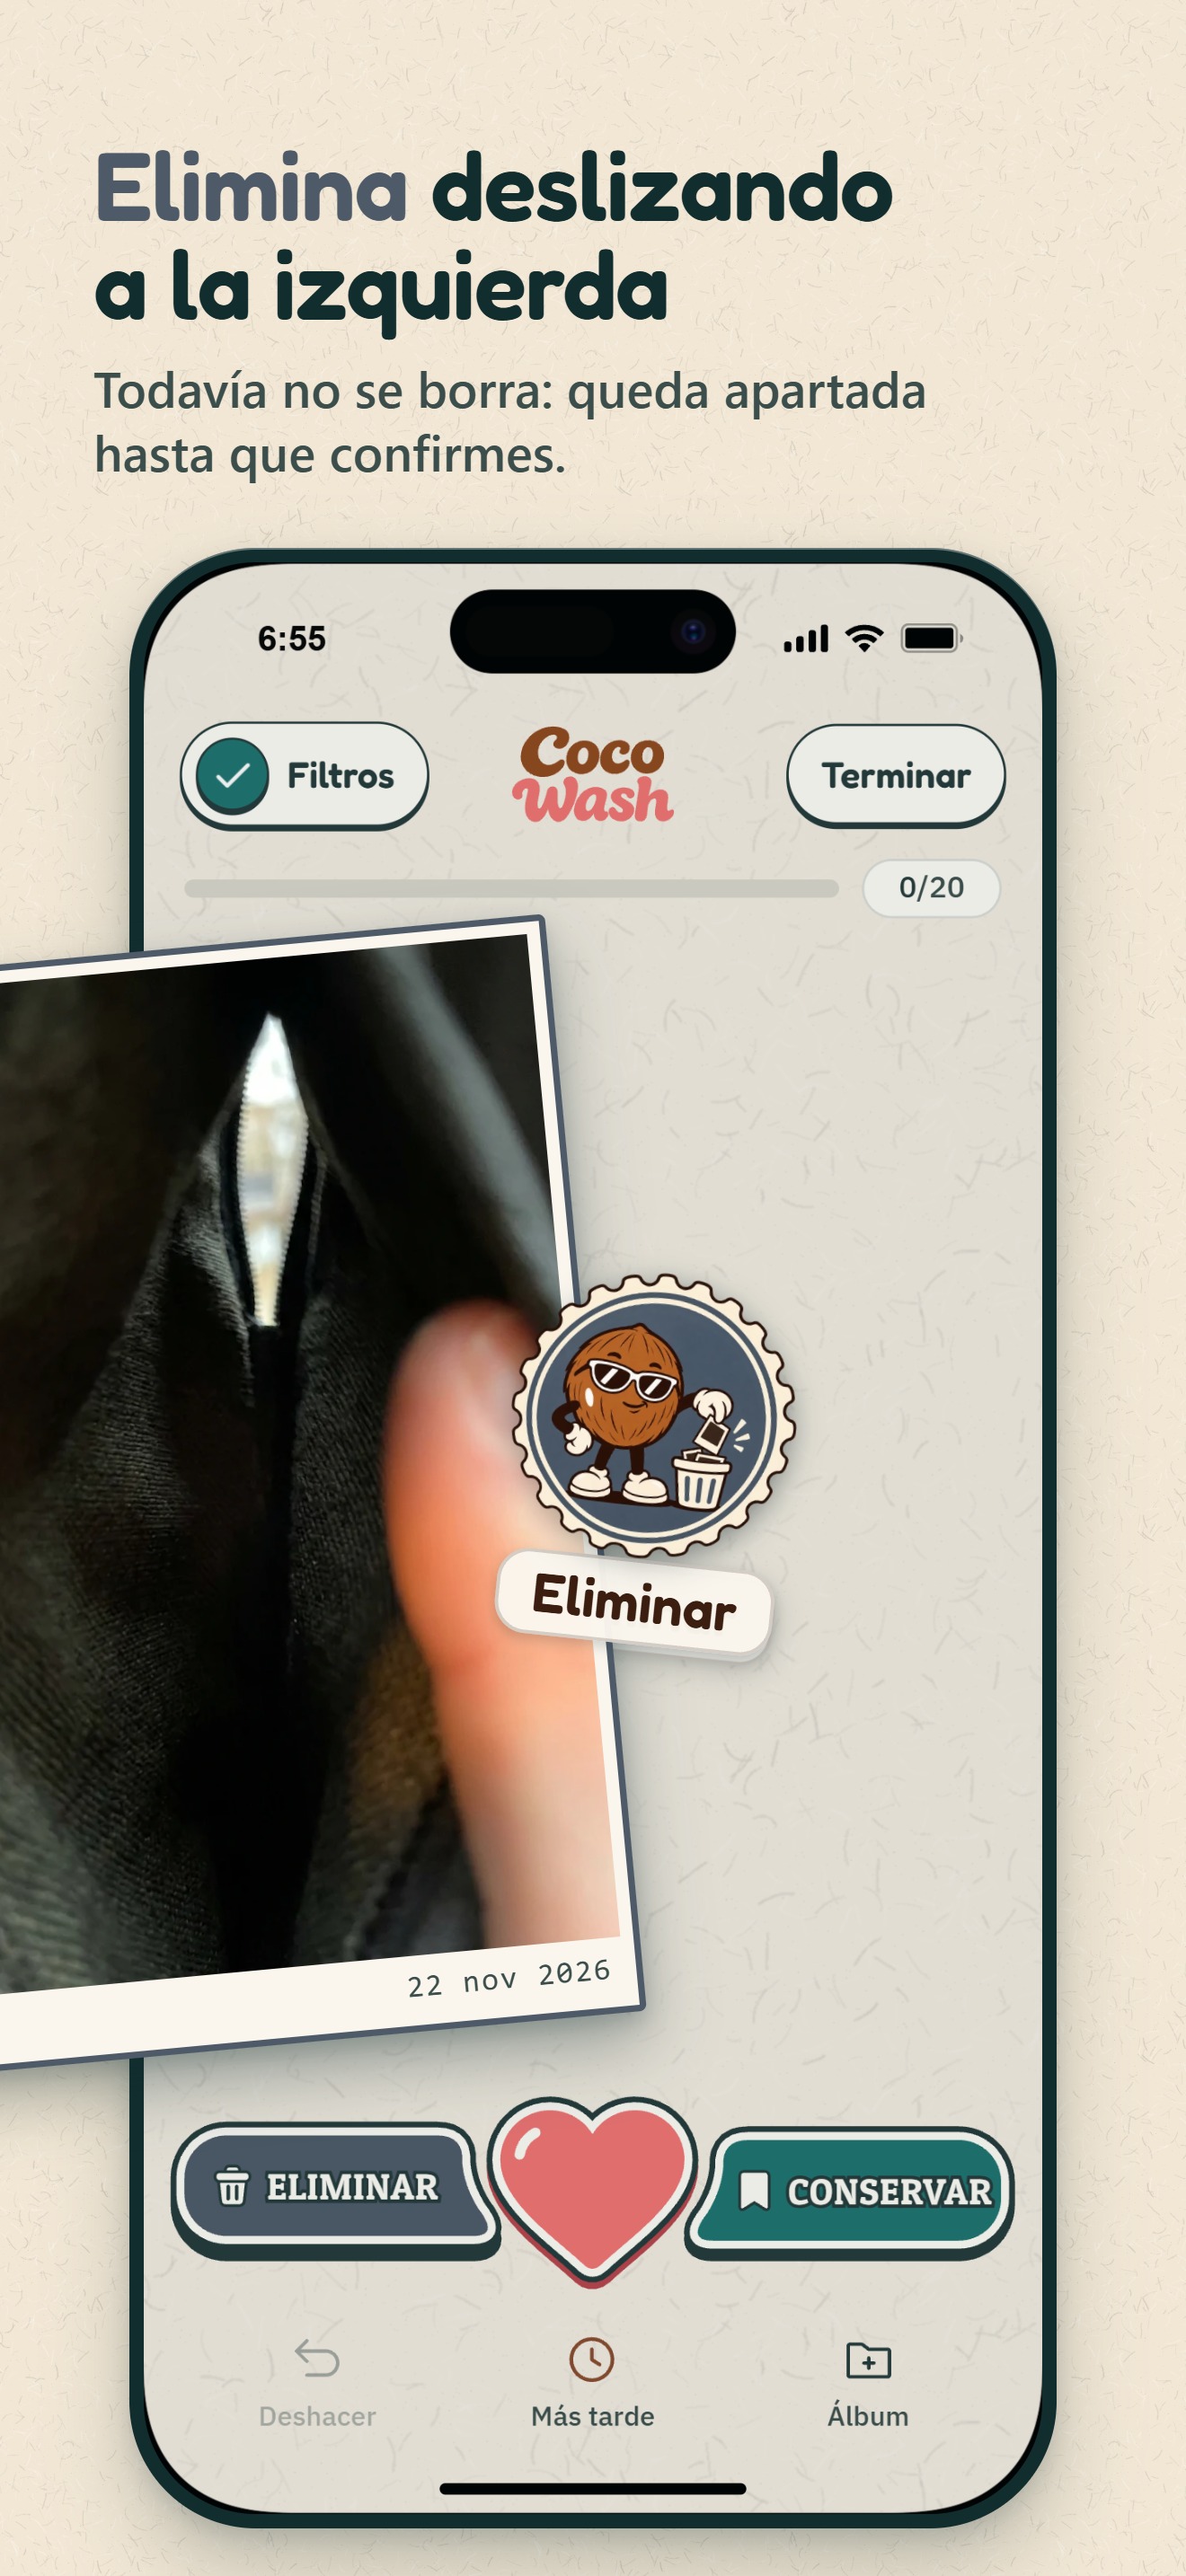 Elimina deslizando
a la izquierda
Todavía no se borra: queda apartada
hasta que confirmes.
6:55
Filtros
Coco
Wash
Terminar
0/20
Eliminar
22 nov 2026
ELIMINAR
CONSERVAR
Deshacer
Más tarde
Álbum